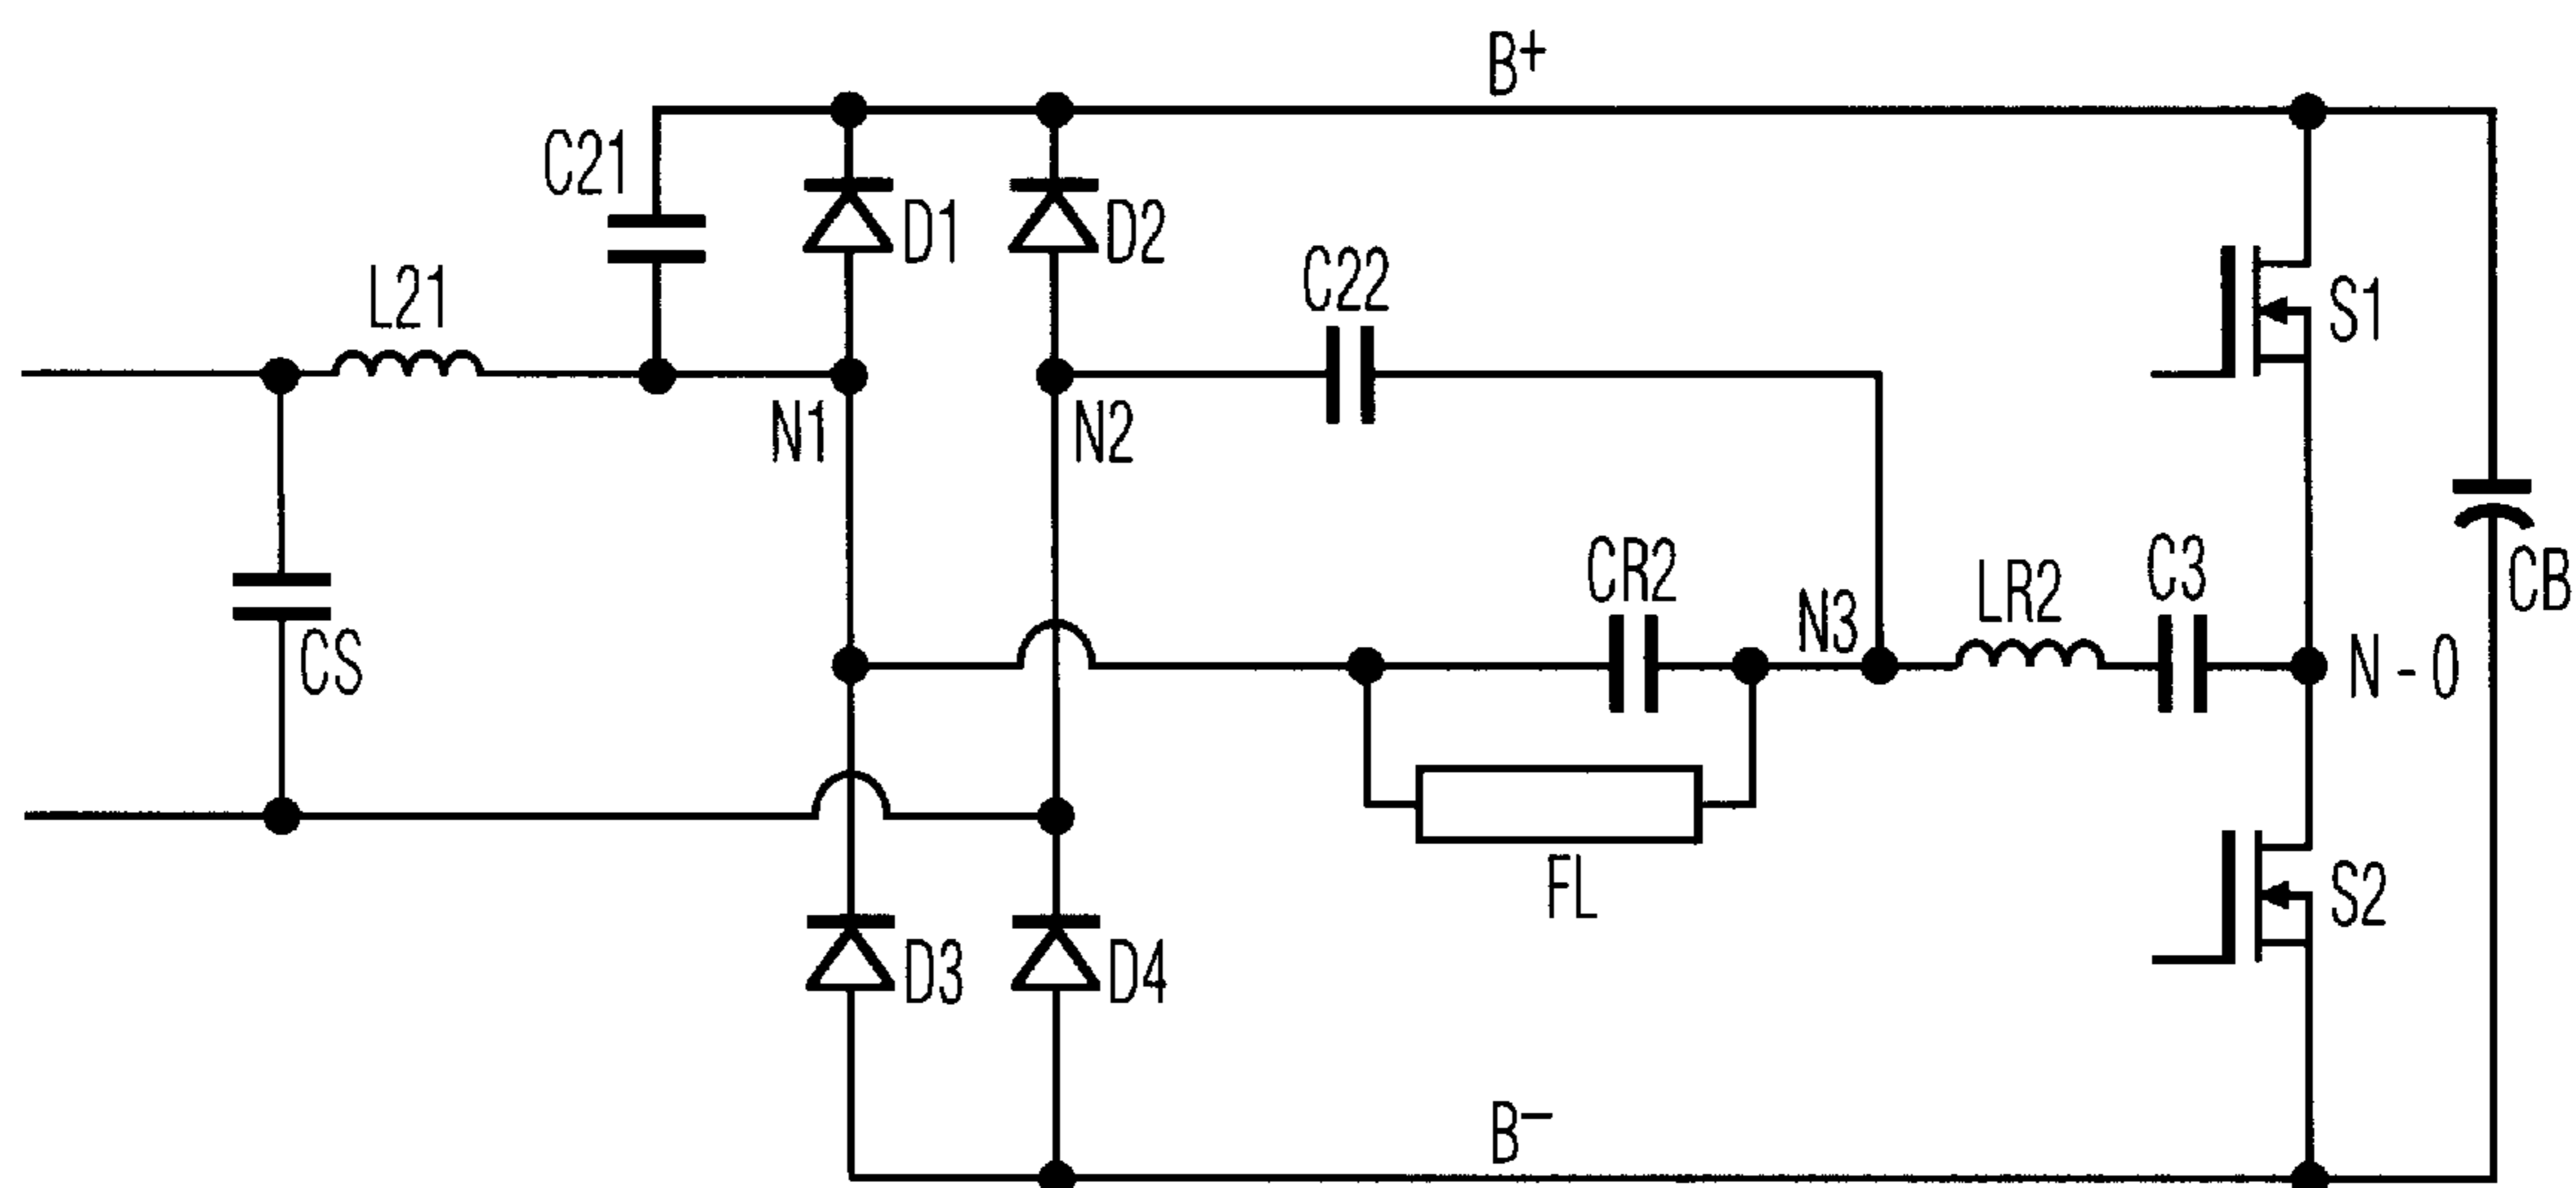 B+
C21
D1
D2
L21
C22
S1
N1
N2
CR2
N3
LR2
C3
CB
CS
N-0
FL
S2
D3
D4
B−